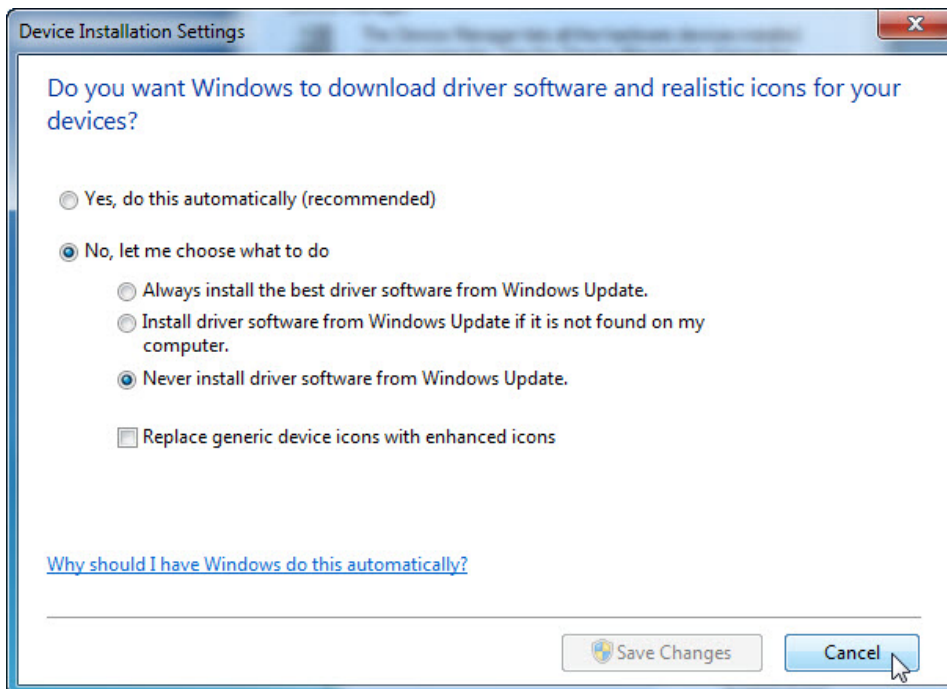 Device Installation Settings
Do you want Windows to download driver software and realistic icons for your
devices?
Yes, do this automatically (recommended)
No, let me choose what to do
Always install the best driver software from Windows Update.
Install driver software from Windows Update if it is not found on my
computer.
Never install driver software from Windows Update.
Replace generic device icons with enhanced icons
Why should I have Windows do this automatically?
Save Changes
Cancel